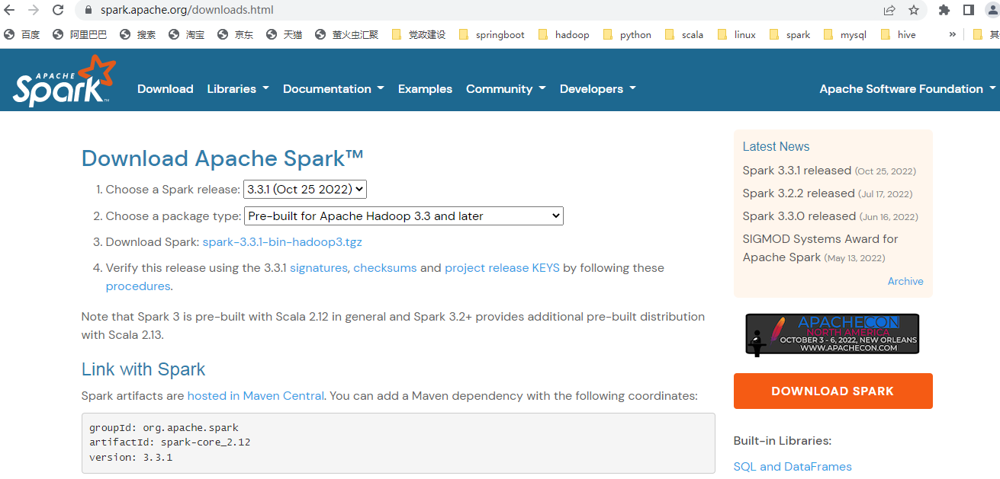 spark.apache.org/downloads.html
百度 阿里巴巴 搜索 淘宝 京东 天猫 萤火虫汇聚 党政建设 springboot hadoop python scala linux spark mysql hive » 其
APACHE Spark™ Download Libraries Documentation Examples Community Developers Apache Software Foundation
Download Apache Spark™
1. Choose a Spark release: 3.3.1 (Oct 25 2022)
2. Choose a package type: Pre-built for Apache Hadoop 3.3 and later
3. Download Spark: spark-3.3.1-bin-hadoop3.tgz
4. Verify this release using the 3.3.1 signatures, checksums and project release KEYS by following these
procedures.
Note that Spark 3 is pre-built with Scala 2.12 in general and Spark 3.2+ provides additional pre-built distribution
with Scala 2.13.
Link with Spark
Spark artifacts are hosted in Maven Central. You can add a Maven dependency with the following coordinates:
groupId: org.apache.spark
artifactId: spark-core_2.12
version: 3.3.1
Latest News
Spark 3.3.1 released (Oct 25, 2022)
Spark 3.2.2 released (Jul 17, 2022)
Spark 3.3.0 released (Jun 16, 2022)
SIGMOD Systems Award for
Apache Spark (May 13, 2022)
Archive
APACHECON
NORTH AMERICA
OCTOBER 3 - 6, 2022, NEW ORLEANS
WWW.APACHECON.COM
DOWNLOAD SPARK
Built-in Libraries:
SQL and DataFrames